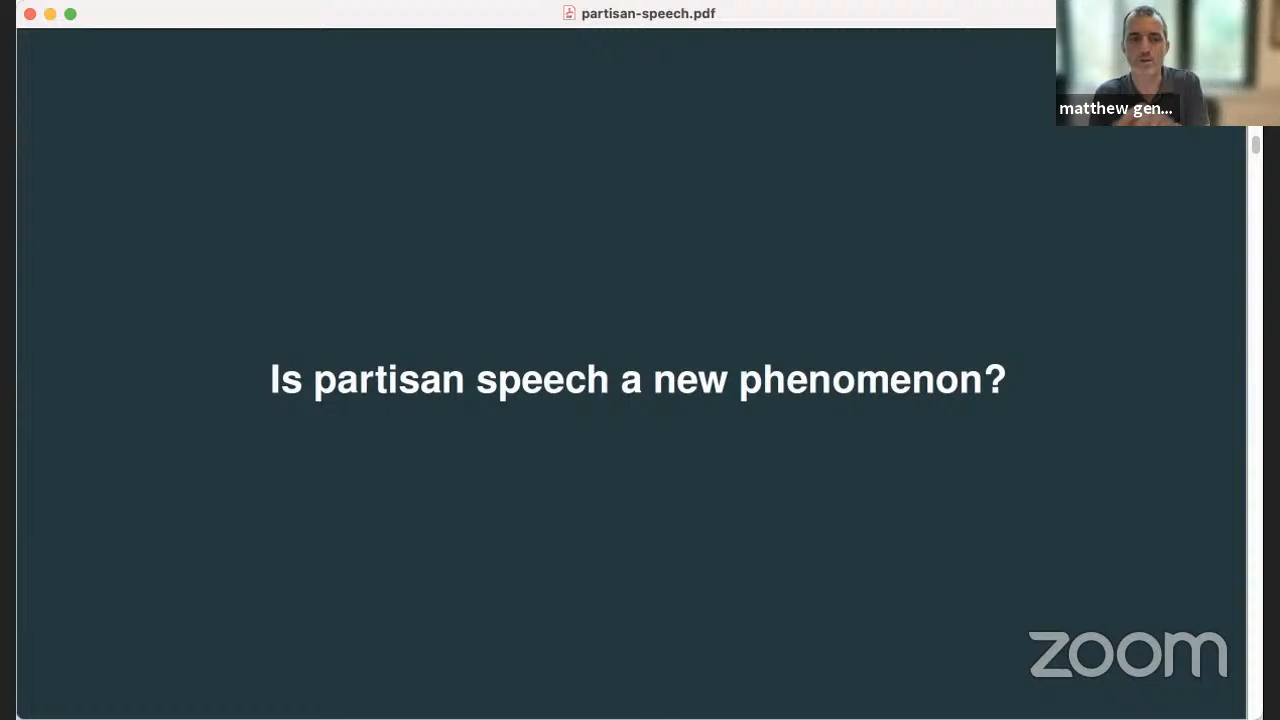 partisan-speech.pdf
matthew gen...
Is partisan speech a new phenomenon?
zoom